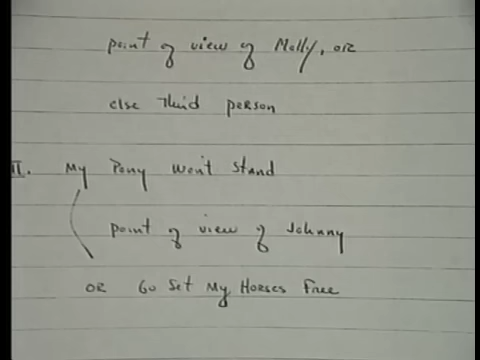 point of view of Molly, or
else Third person
II. My Pony Won't Stand
point of view of Johnny
OR Go Set My Horses Free